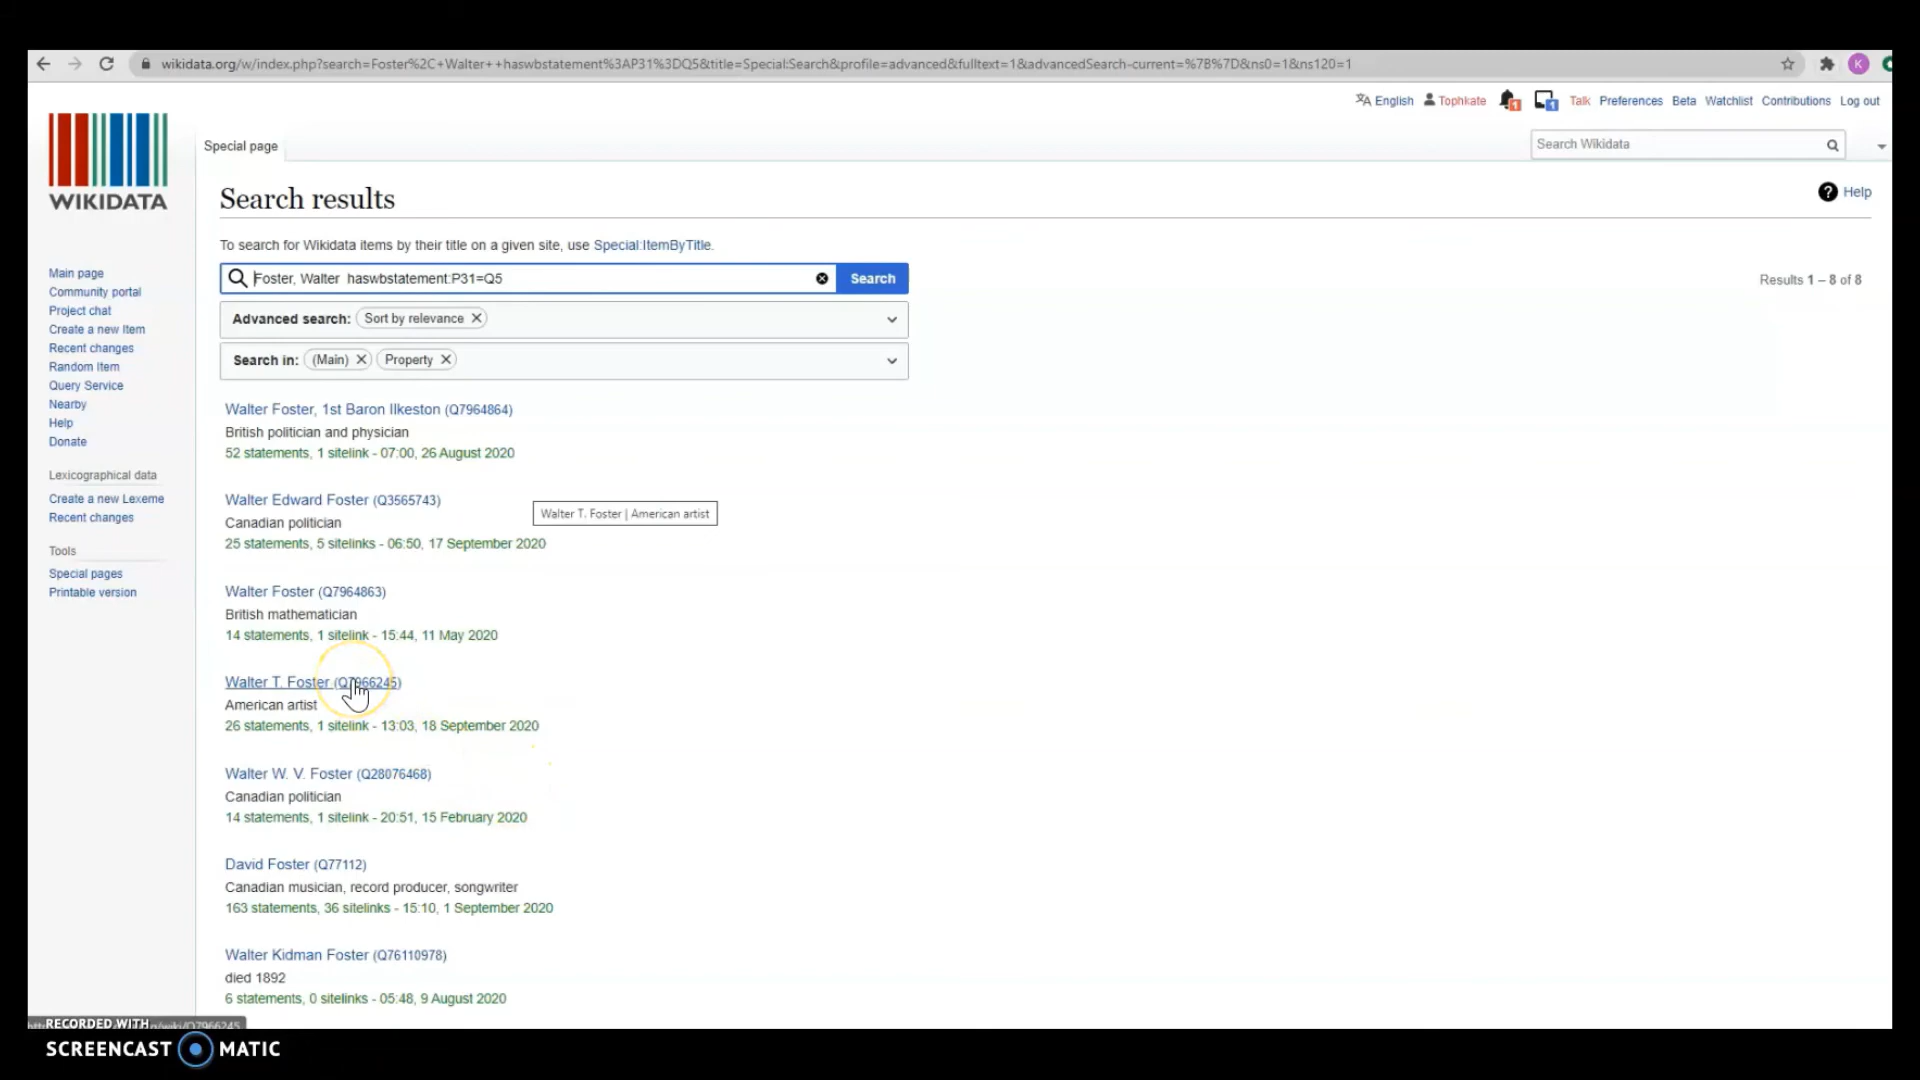 wikidata.org/w/index.php?search=Foster%2C+Walter++haswbstatement%3AP31%3DQ5&title=Special:Search&profile=advanced&fulltext=1&advancedSearch-current=%7B%7D&ns0=1&ns120=1
K
English Tophkate 1 1 Talk Preferences Beta Watchlist Contributions Log out
WIKIDATA
Special page
Search Wikidata
Search results
Help
To search for Wikidata items by their title on a given site, use Special:ItemByTitle.
Foster, Walter  haswbstatement:P31=Q5
Search
Results 1 – 8 of 8
Advanced search: Sort by relevance
Search in: (Main) Property
Main page
Community portal
Project chat
Create a new Item
Recent changes
Random Item
Query Service
Nearby
Help
Donate
Lexicographical data
Create a new Lexeme
Recent changes
Tools
Special pages
Printable version
Walter Foster, 1st Baron Ilkeston (Q7964864)
British politician and physician
52 statements, 1 sitelink - 07:00, 26 August 2020
Walter Edward Foster (Q3565743)
Walter T. Foster | American artist
Canadian politician
25 statements, 5 sitelinks - 06:50, 17 September 2020
Walter Foster (Q7964863)
British mathematician
14 statements, 1 sitelink - 15:44, 11 May 2020
Walter T. Foster (Q7966245)
American artist
26 statements, 1 sitelink - 13:03, 18 September 2020
Walter W. V. Foster (Q28076468)
Canadian politician
14 statements, 1 sitelink - 20:51, 15 February 2020
David Foster (Q77112)
Canadian musician, record producer, songwriter
163 statements, 36 sitelinks - 15:10, 1 September 2020
Walter Kidman Foster (Q76110978)
died 1892
6 statements, 0 sitelinks - 05:48, 9 August 2020
RECORDED WITH
SCREENCAST MATIC